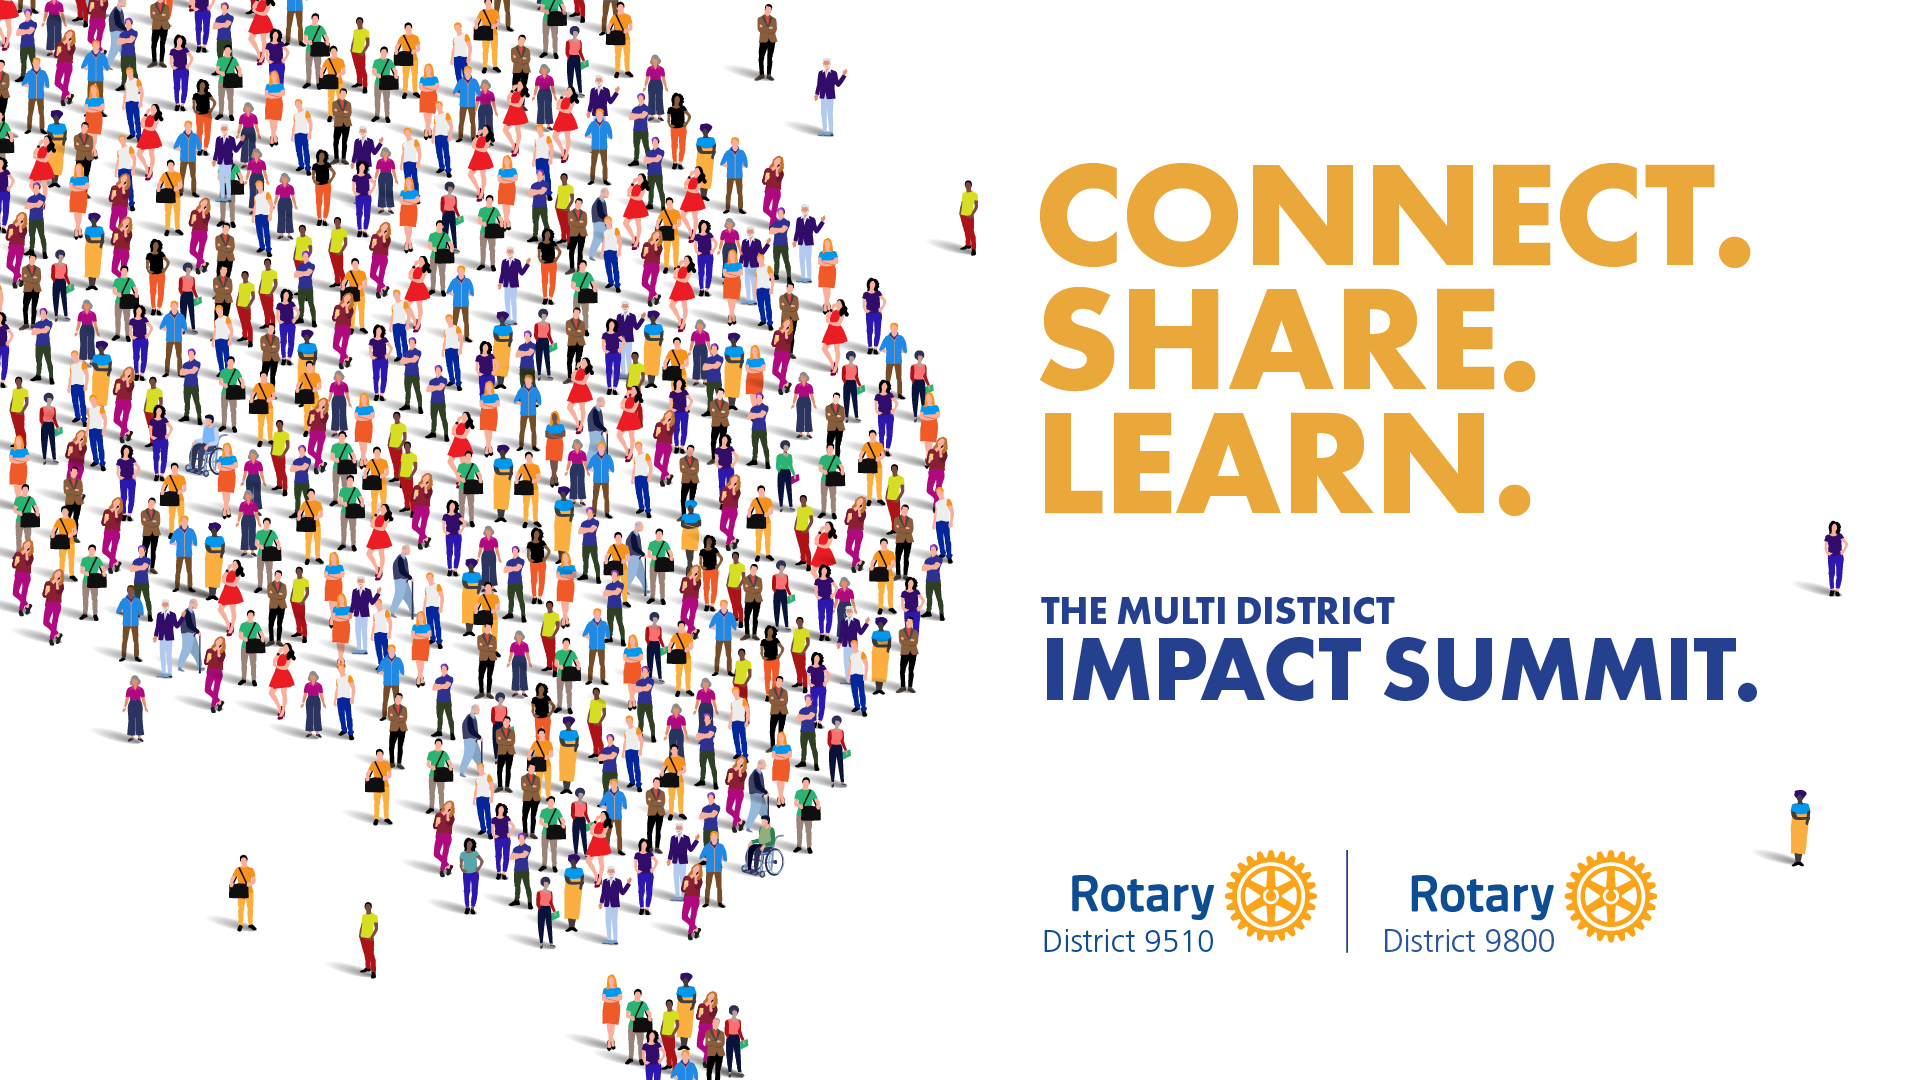 CONNECT.
SHARE.
LEARN.
THE MULTI DISTRICT
IMPACT SUMMIT.
Rotary
District 9510
Rotary
District 9800